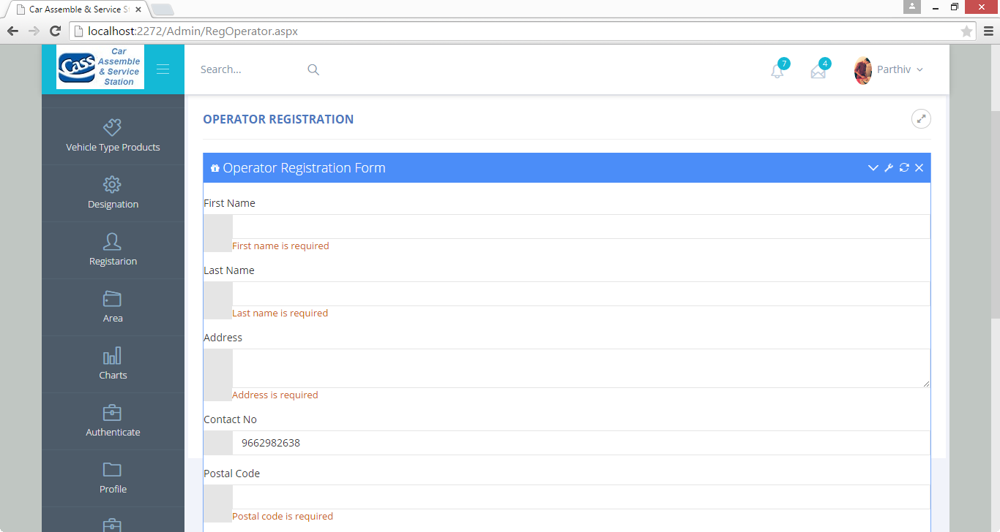 Car Assemble & Service St
localhost:2272/Admin/RegOperator.aspx
Cass
Car
Assemble
& Service
Station
Search...
7
4
Parthiv
Vehicle Type Products
Designation
Registarion
Area
Charts
Authenticate
Profile
OPERATOR REGISTRATION
Operator Registration Form
First Name
First name is required
Last Name
Last name is required
Address
Address is required
Contact No
9662982638
Postal Code
Postal code is required